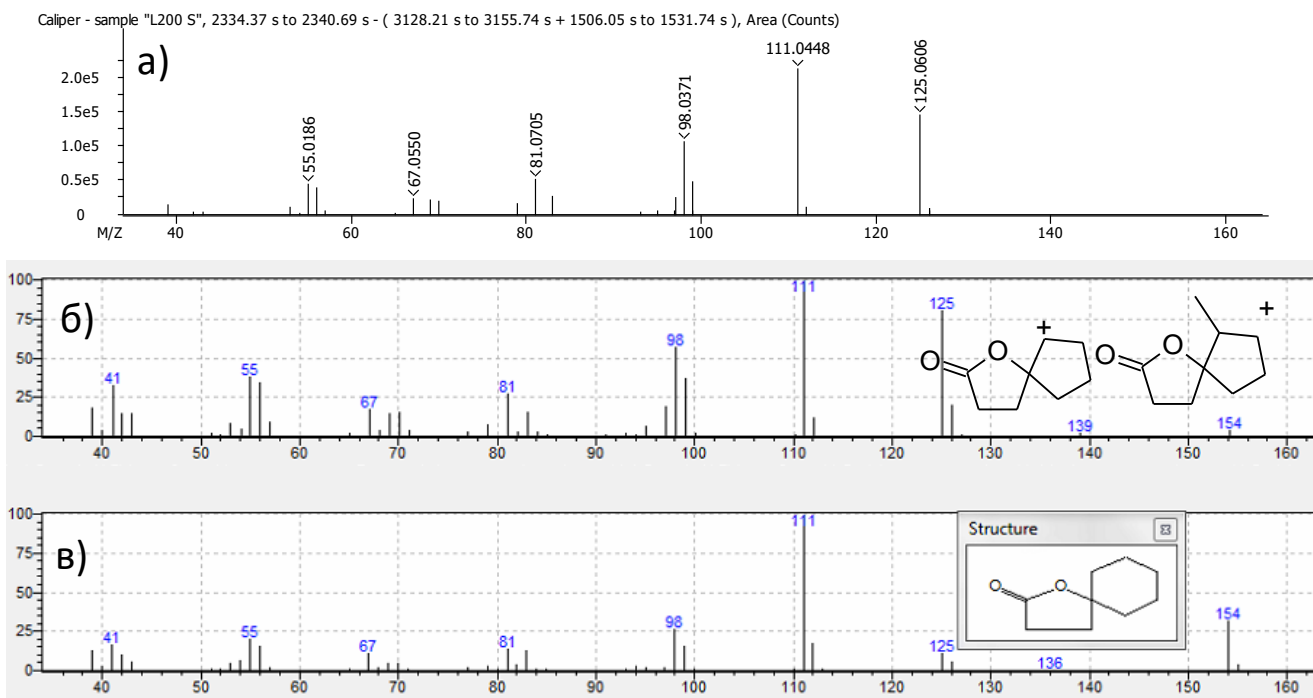 Caliper - sample "L200 S", 2334.37 s to 2340.69 s - ( 3128.21 s to 3155.74 s + 1506.05 s to 1531.74 s ), Area (Counts)
а)
2.0e5
1.5e5
1.0e5
0.5e5
0
55.0186
67.0550
81.0705
98.0371
111.0448
125.0606
M/Z 40 60 80 100 120 140 160
б)
100
75
50
25
0
41 55 67 81 98 111 125 139 154
O O + O O +
40 50 60 70 80 90 100 110 120 130 140 150 160
в)
100
75
50
25
0
41 55 67 81 98 111 125 136 154
Structure
O O
40 50 60 70 80 90 100 110 120 130 140 150 160